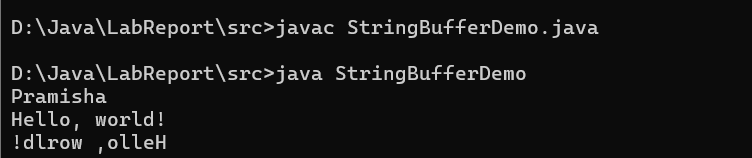 D:\Java\LabReport\src>javac StringBufferDemo.java
D:\Java\LabReport\src>java StringBufferDemo
Pramisha
Hello, world!
!dlrow ,olleH